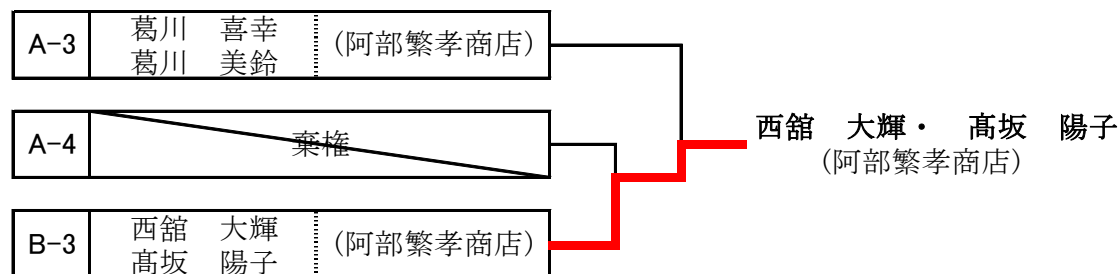 A-3 葛川 喜幸 (阿部繁孝商店)
葛川 美鈴
A-4 棄権
西舘 大輝・髙坂 陽子
(阿部繁孝商店)
B-3 西舘 大輝 (阿部繁孝商店)
髙坂 陽子